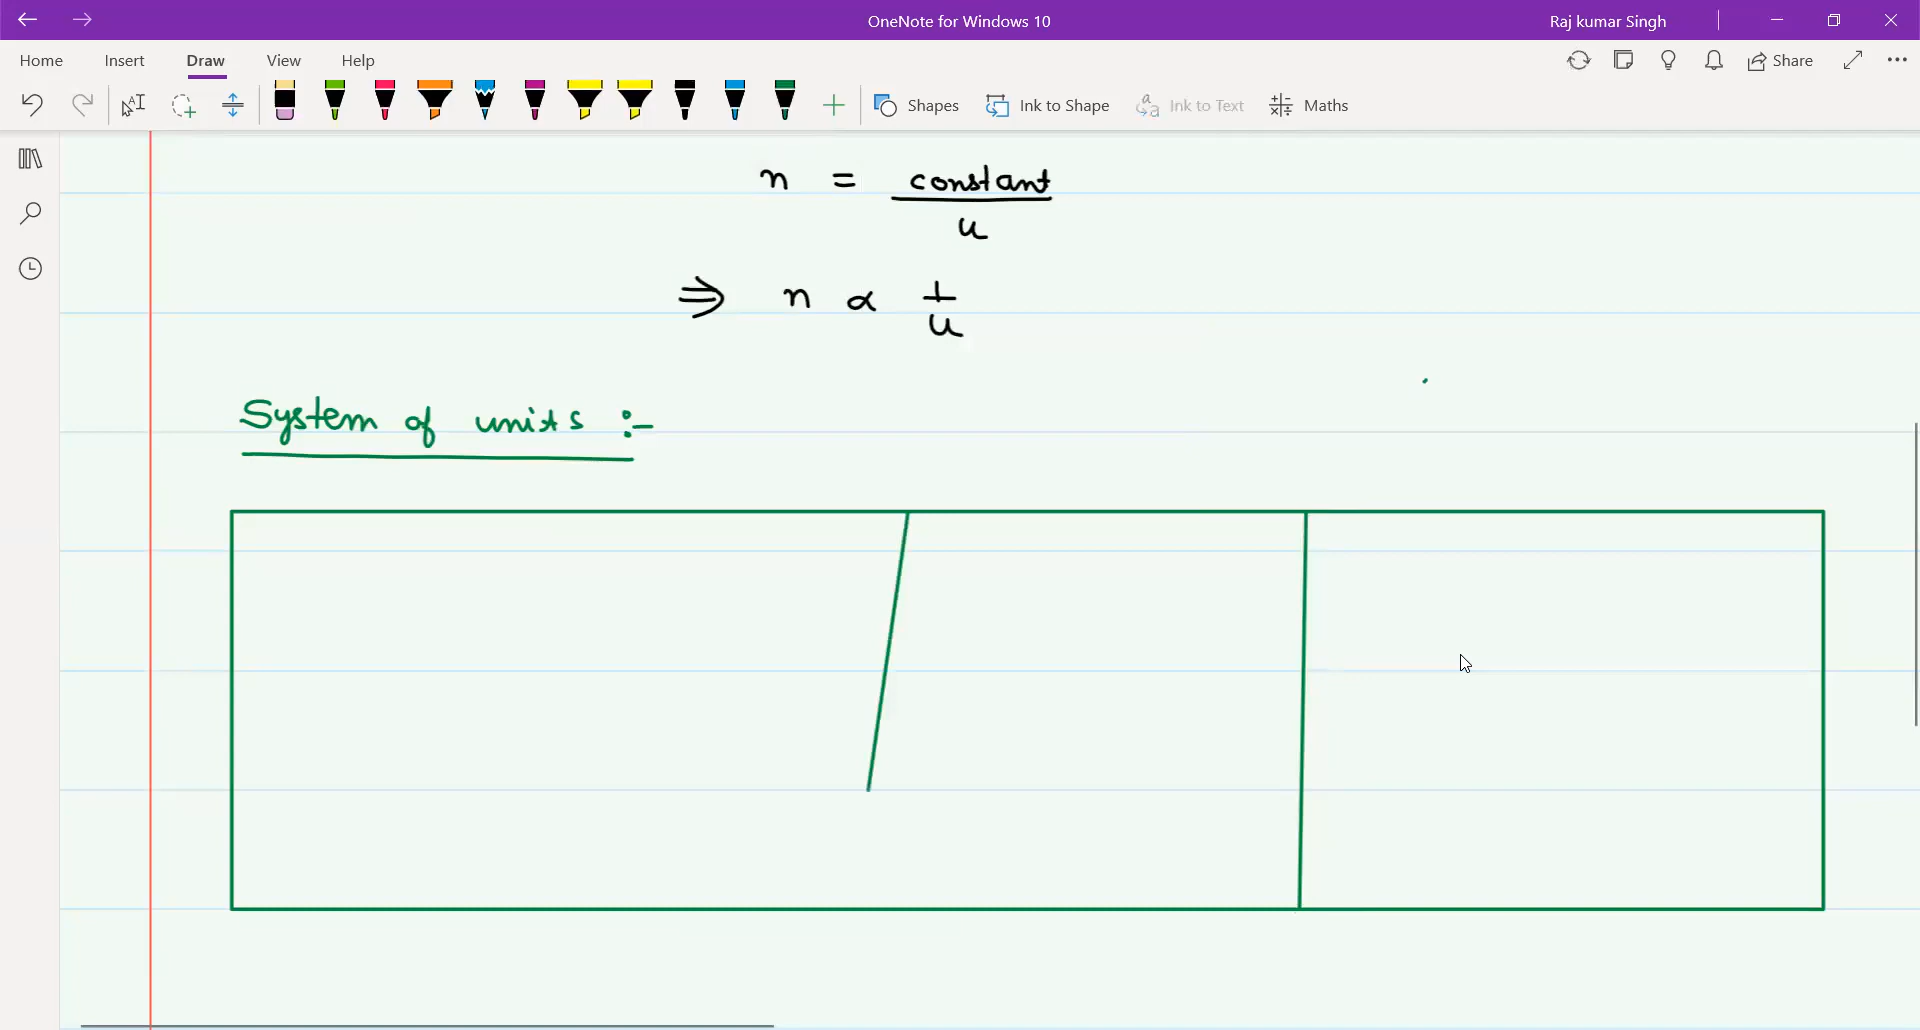 OneNote for Windows 10
Raj kumar Singh
Home Insert Draw View Help
Share
Shapes Ink to Shape Ink to Text Maths
n = constant
u
⇒ n ∝ 1
u
System of units :-